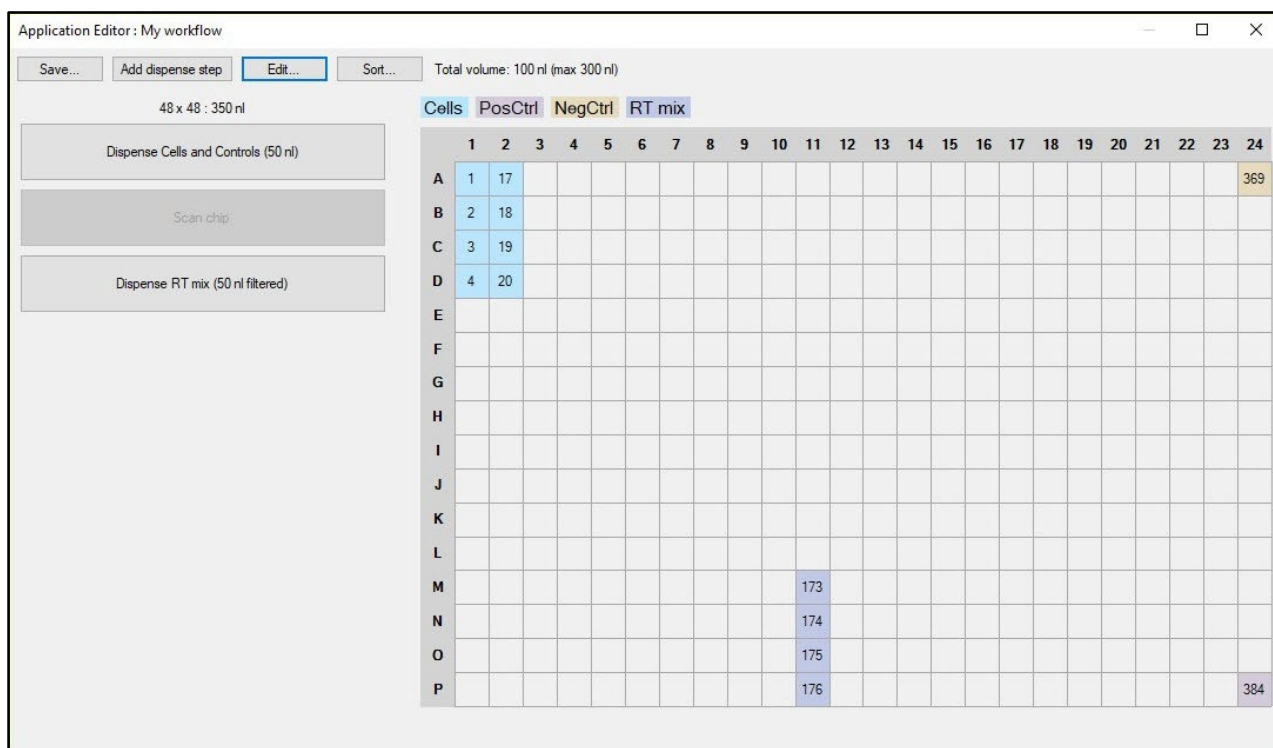 Application Editor : My workflow
Save... Add dispense step Edit... Sort... Total volume: 100 nl (max 300 nl)
48 x 48 : 350 nl
Dispense Cells and Controls (50 nl)
Scan chip
Dispense RT mix (50 nl filtered)
Cells PosCtrl NegCtrl RT mix
1 2 3 4 5 6 7 8 9 10 11 12 13 14 15 16 17 18 19 20 21 22 23 24
A 1 17 369
B 2 18
C 3 19
D 4 20
E
F
G
H
I
J
K
L
M 173
N 174
O 175
P 176 384